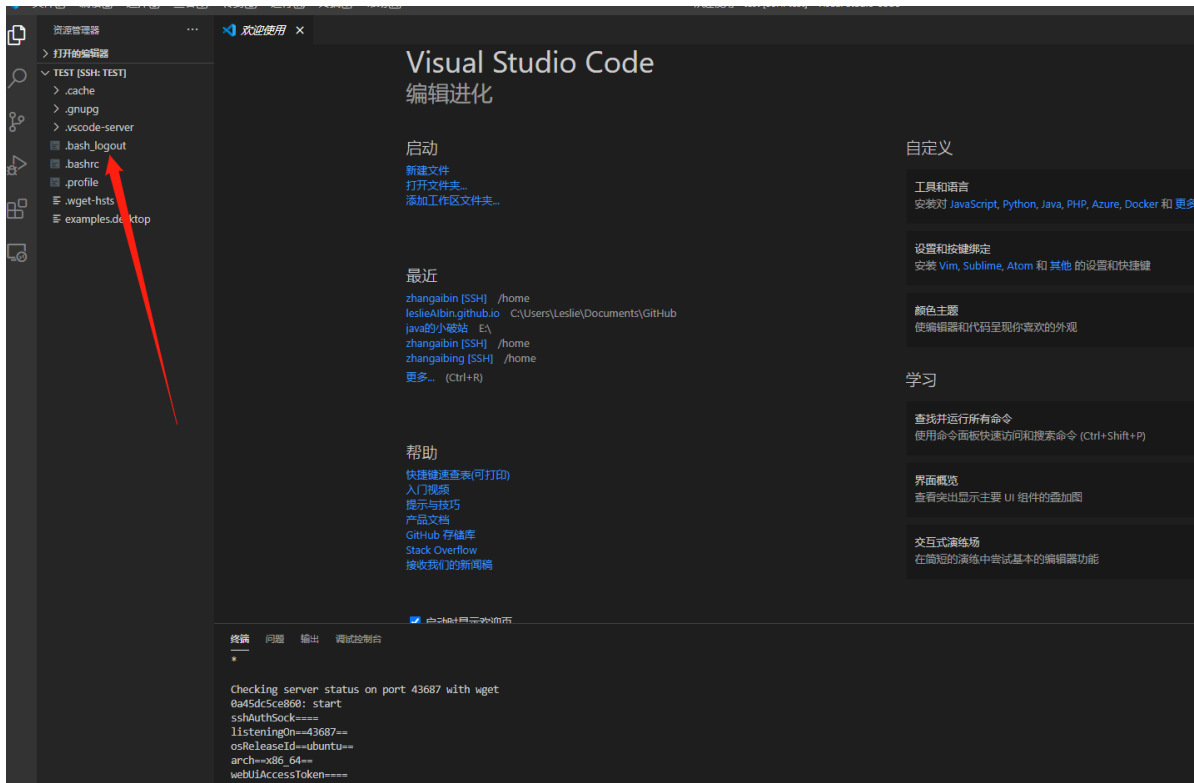 资源管理器
欢迎使用
打开的编辑器
TEST [SSH: TEST]
.cache
.gnupg
.vscode-server
.bash_logout
.bashrc
.profile
.wget-hsts
examples.desktop
Visual Studio Code
编辑进化
启动
新建文件
打开文件夹...
添加工作区文件夹...
最近
zhangaibin [SSH] /home
leslieAIbin.github.io C:\Users\Leslie\Documents\GitHub
java的小破站 E:\
zhangaibin [SSH] /home
zhangaibing [SSH] /home
更多... (Ctrl+R)
帮助
快捷键速查表(可打印)
入门视频
提示与技巧
产品文档
GitHub 存储库
Stack Overflow
接收我们的新闻稿
启动时显示欢迎页
自定义
工具和语言
安装对 JavaScript, Python, Java, PHP, Azure, Docker 和 更多
设置和按键绑定
安装 Vim, Sublime, Atom 和 其他 的设置和快捷键
颜色主题
使编辑器和代码呈现你喜欢的外观
学习
查找并运行所有命令
使用命令面板快速访问和搜索命令 (Ctrl+Shift+P)
界面概览
查看突出显示主要 UI 组件的叠加图
交互式演练场
在简短的演练中尝试基本的编辑器功能
终端 问题 输出 调试控制台
*
Checking server status on port 43687 with wget
0a45dc5ce860: start
sshAuthSock====
listeningOn==43687==
osReleaseId==ubuntu==
arch==x86_64==
webUiAccessToken====